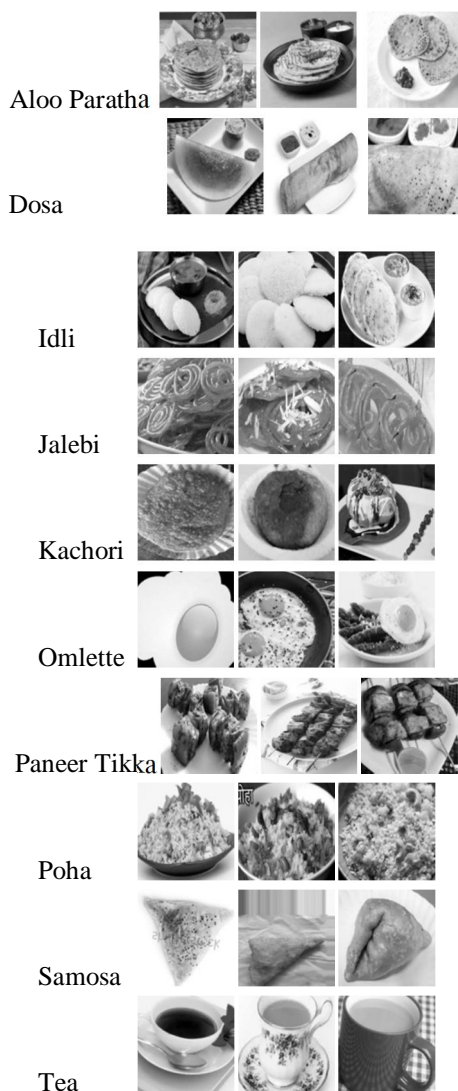 Aloo Paratha
Dosa
Idli
Jalebi
Kachori
Omlette
Paneer Tikka
Poha
Samosa
Tea